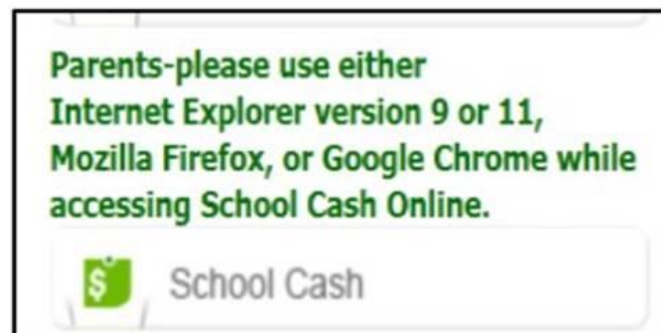 Parents-please use either
Internet Explorer version 9 or 11,
Mozilla Firefox, or Google Chrome while
accessing School Cash Online.
$ School Cash